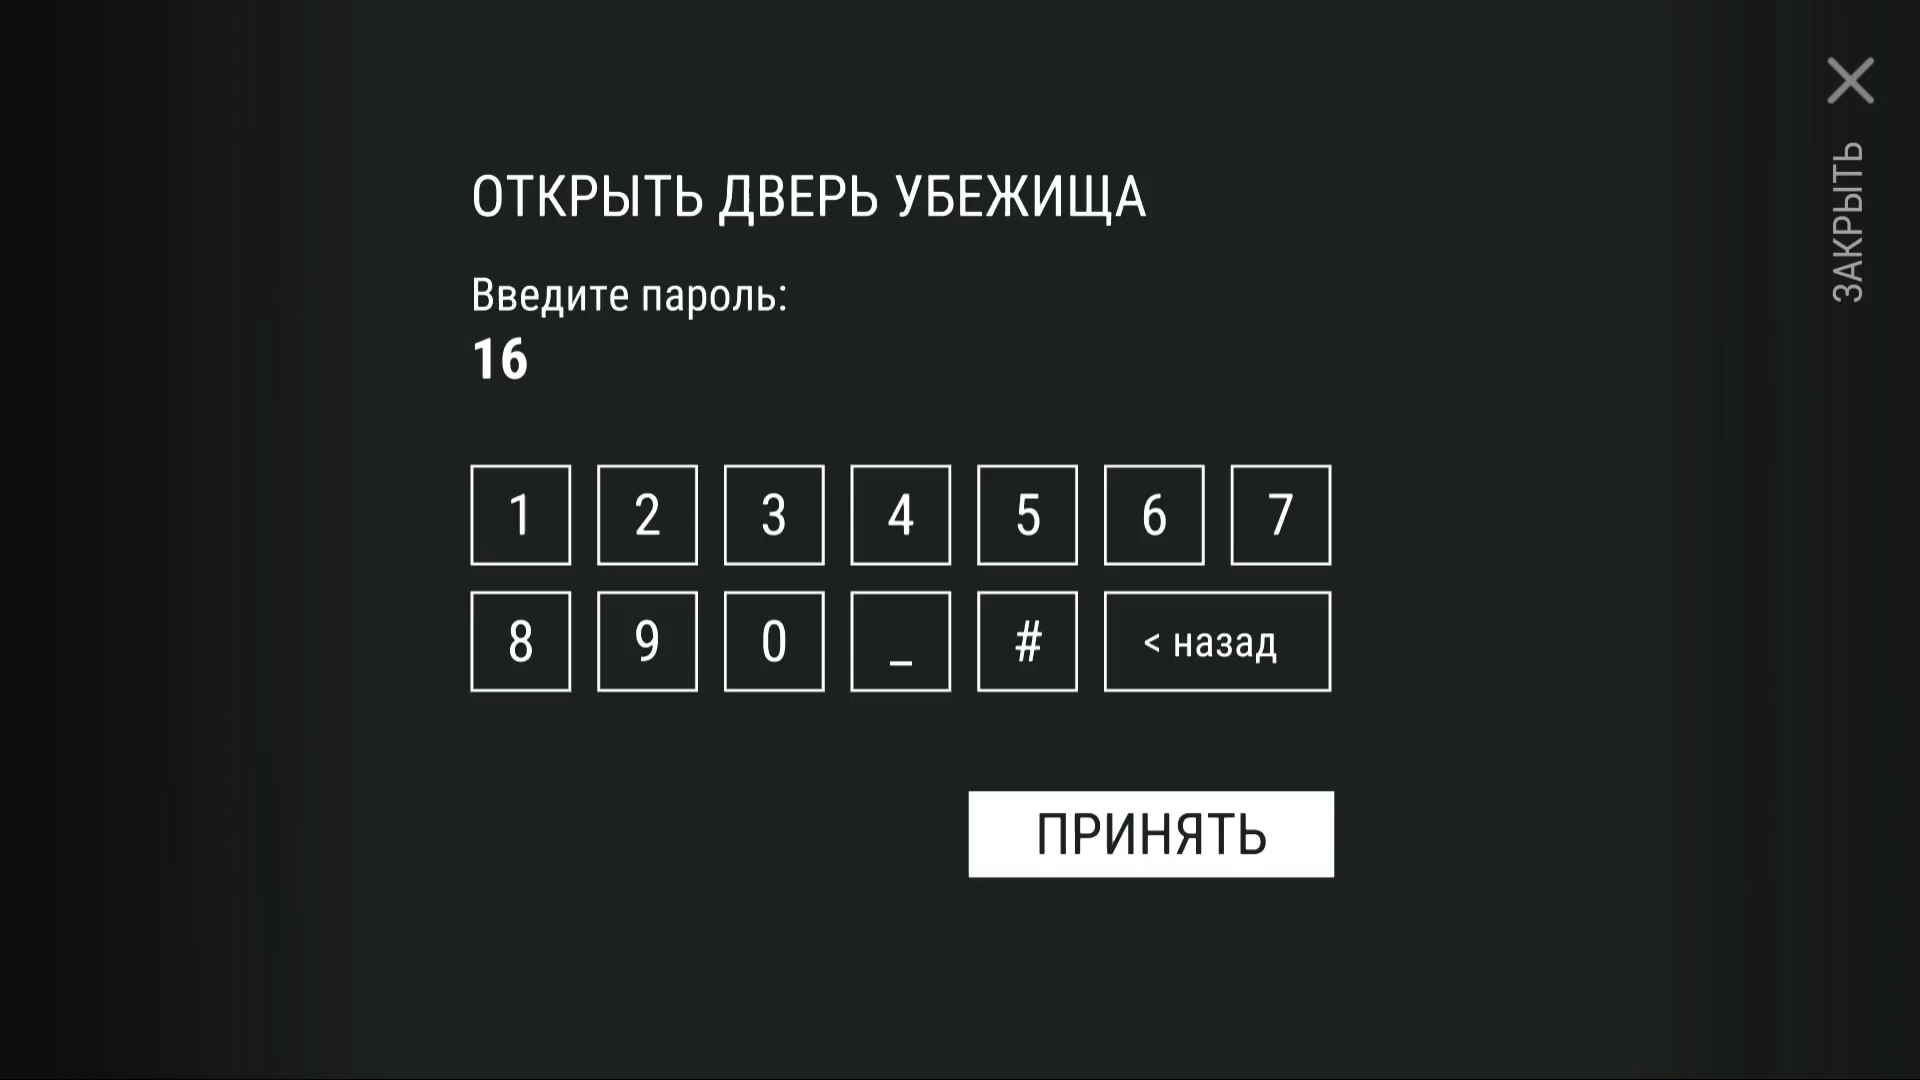 ОТКРЫТЬ ДВЕРЬ УБЕЖИЩА
Введите пароль:
16
1 2 3 4 5 6 7
8 9 0 _ # < назад
ПРИНЯТЬ
ЗАКРЫТЬ